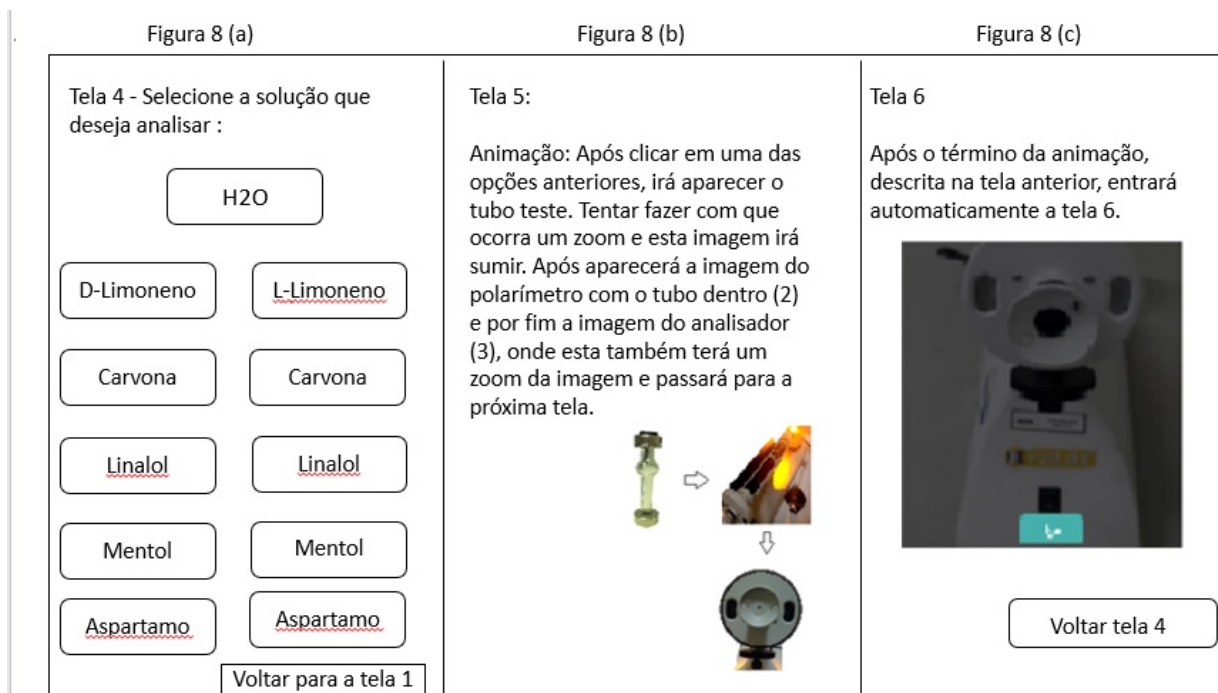 Figura 8 (a)
Figura 8 (b)
Figura 8 (c)
Tela 4 - Selecione a solução que
deseja analisar :
H2O
D-Limoneno
L-Limoneno
Carvona
Carvona
Linalol
Linalol
Mentol
Mentol
Aspartamo
Aspartamo
Voltar para a tela 1
Tela 5:
Animação: Após clicar em uma das
opções anteriores, irá aparecer o
tubo teste. Tentar fazer com que
ocorra um zoom e esta imagem irá
sumir. Após aparecerá a imagem do
polarímetro com o tubo dentro (2)
e por fim a imagem do analisador
(3), onde esta também terá um
zoom da imagem e passará para a
próxima tela.
Tela 6
Após o término da animação,
descrita na tela anterior, entrará
automaticamente a tela 6.
Voltar tela 4